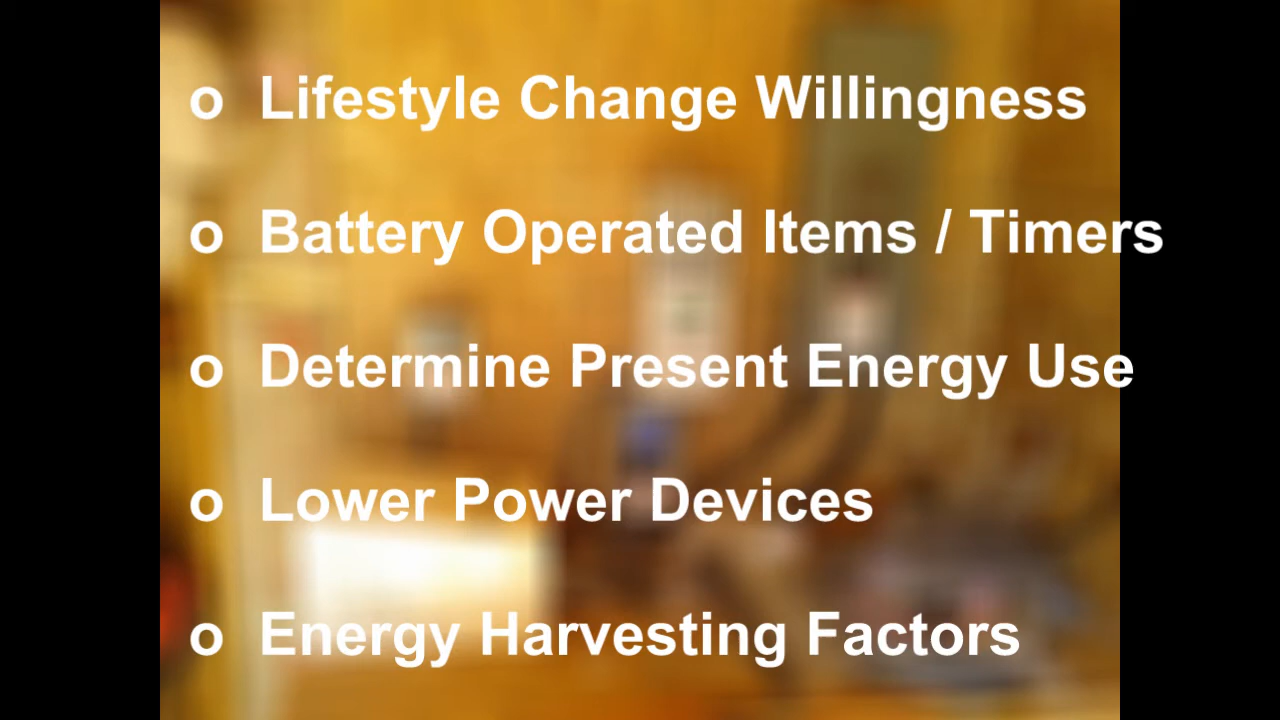 o Lifestyle Change Willingness
o Battery Operated Items / Timers
o Determine Present Energy Use
o Lower Power Devices
o Energy Harvesting Factors